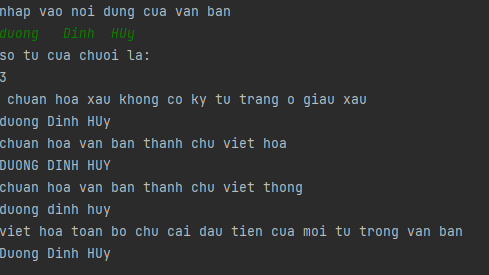 nhap vao noi dung cua van ban
duong   Dinh  HUy
so tu cua chuoi la:
3
 chuan hoa xau khong co ky tu trang o giau xau
duong Dinh HUy
chuan hoa van ban thanh chu viet hoa
DUONG DINH HUY
chuan hoa van ban thanh chu viet thong
duong dinh huy
viet hoa toan bo chu cai dau tien cua moi tu trong van ban
Duong Dinh HUy